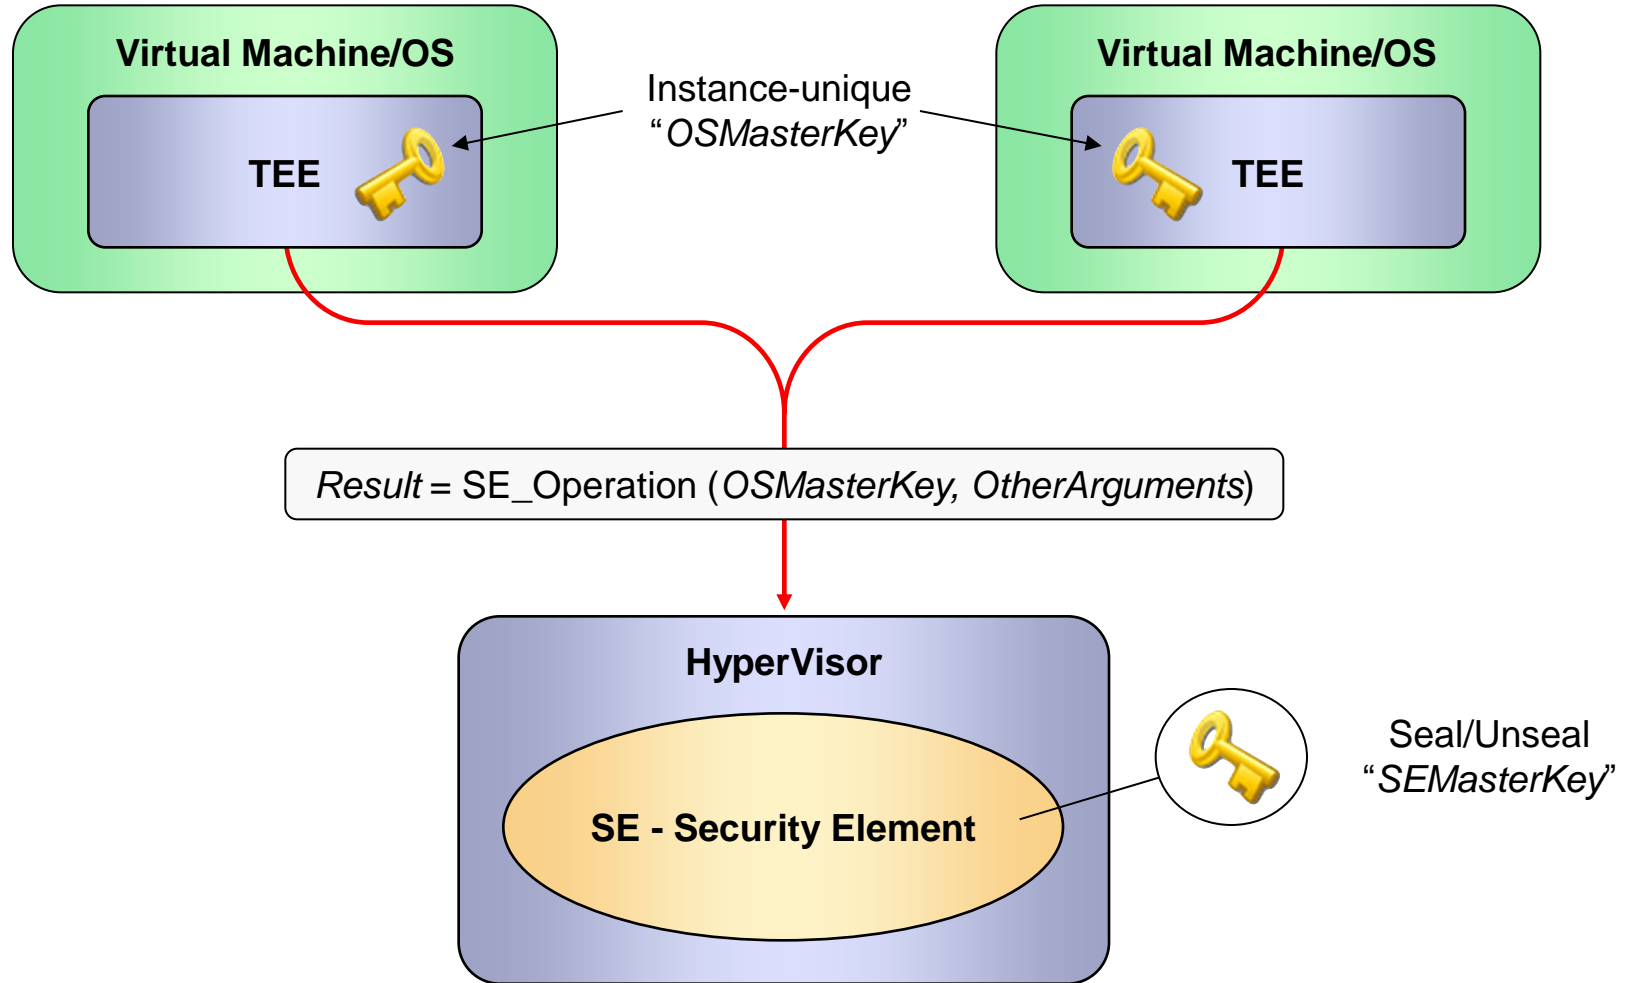 Virtual Machine/OS
Virtual Machine/OS
Instance-unique
“OSMasterKey”
TEE
TEE
Result = SE_Operation (OSMasterKey, OtherArguments)
HyperVisor
Seal/Unseal
“SEMasterKey”
SE - Security Element